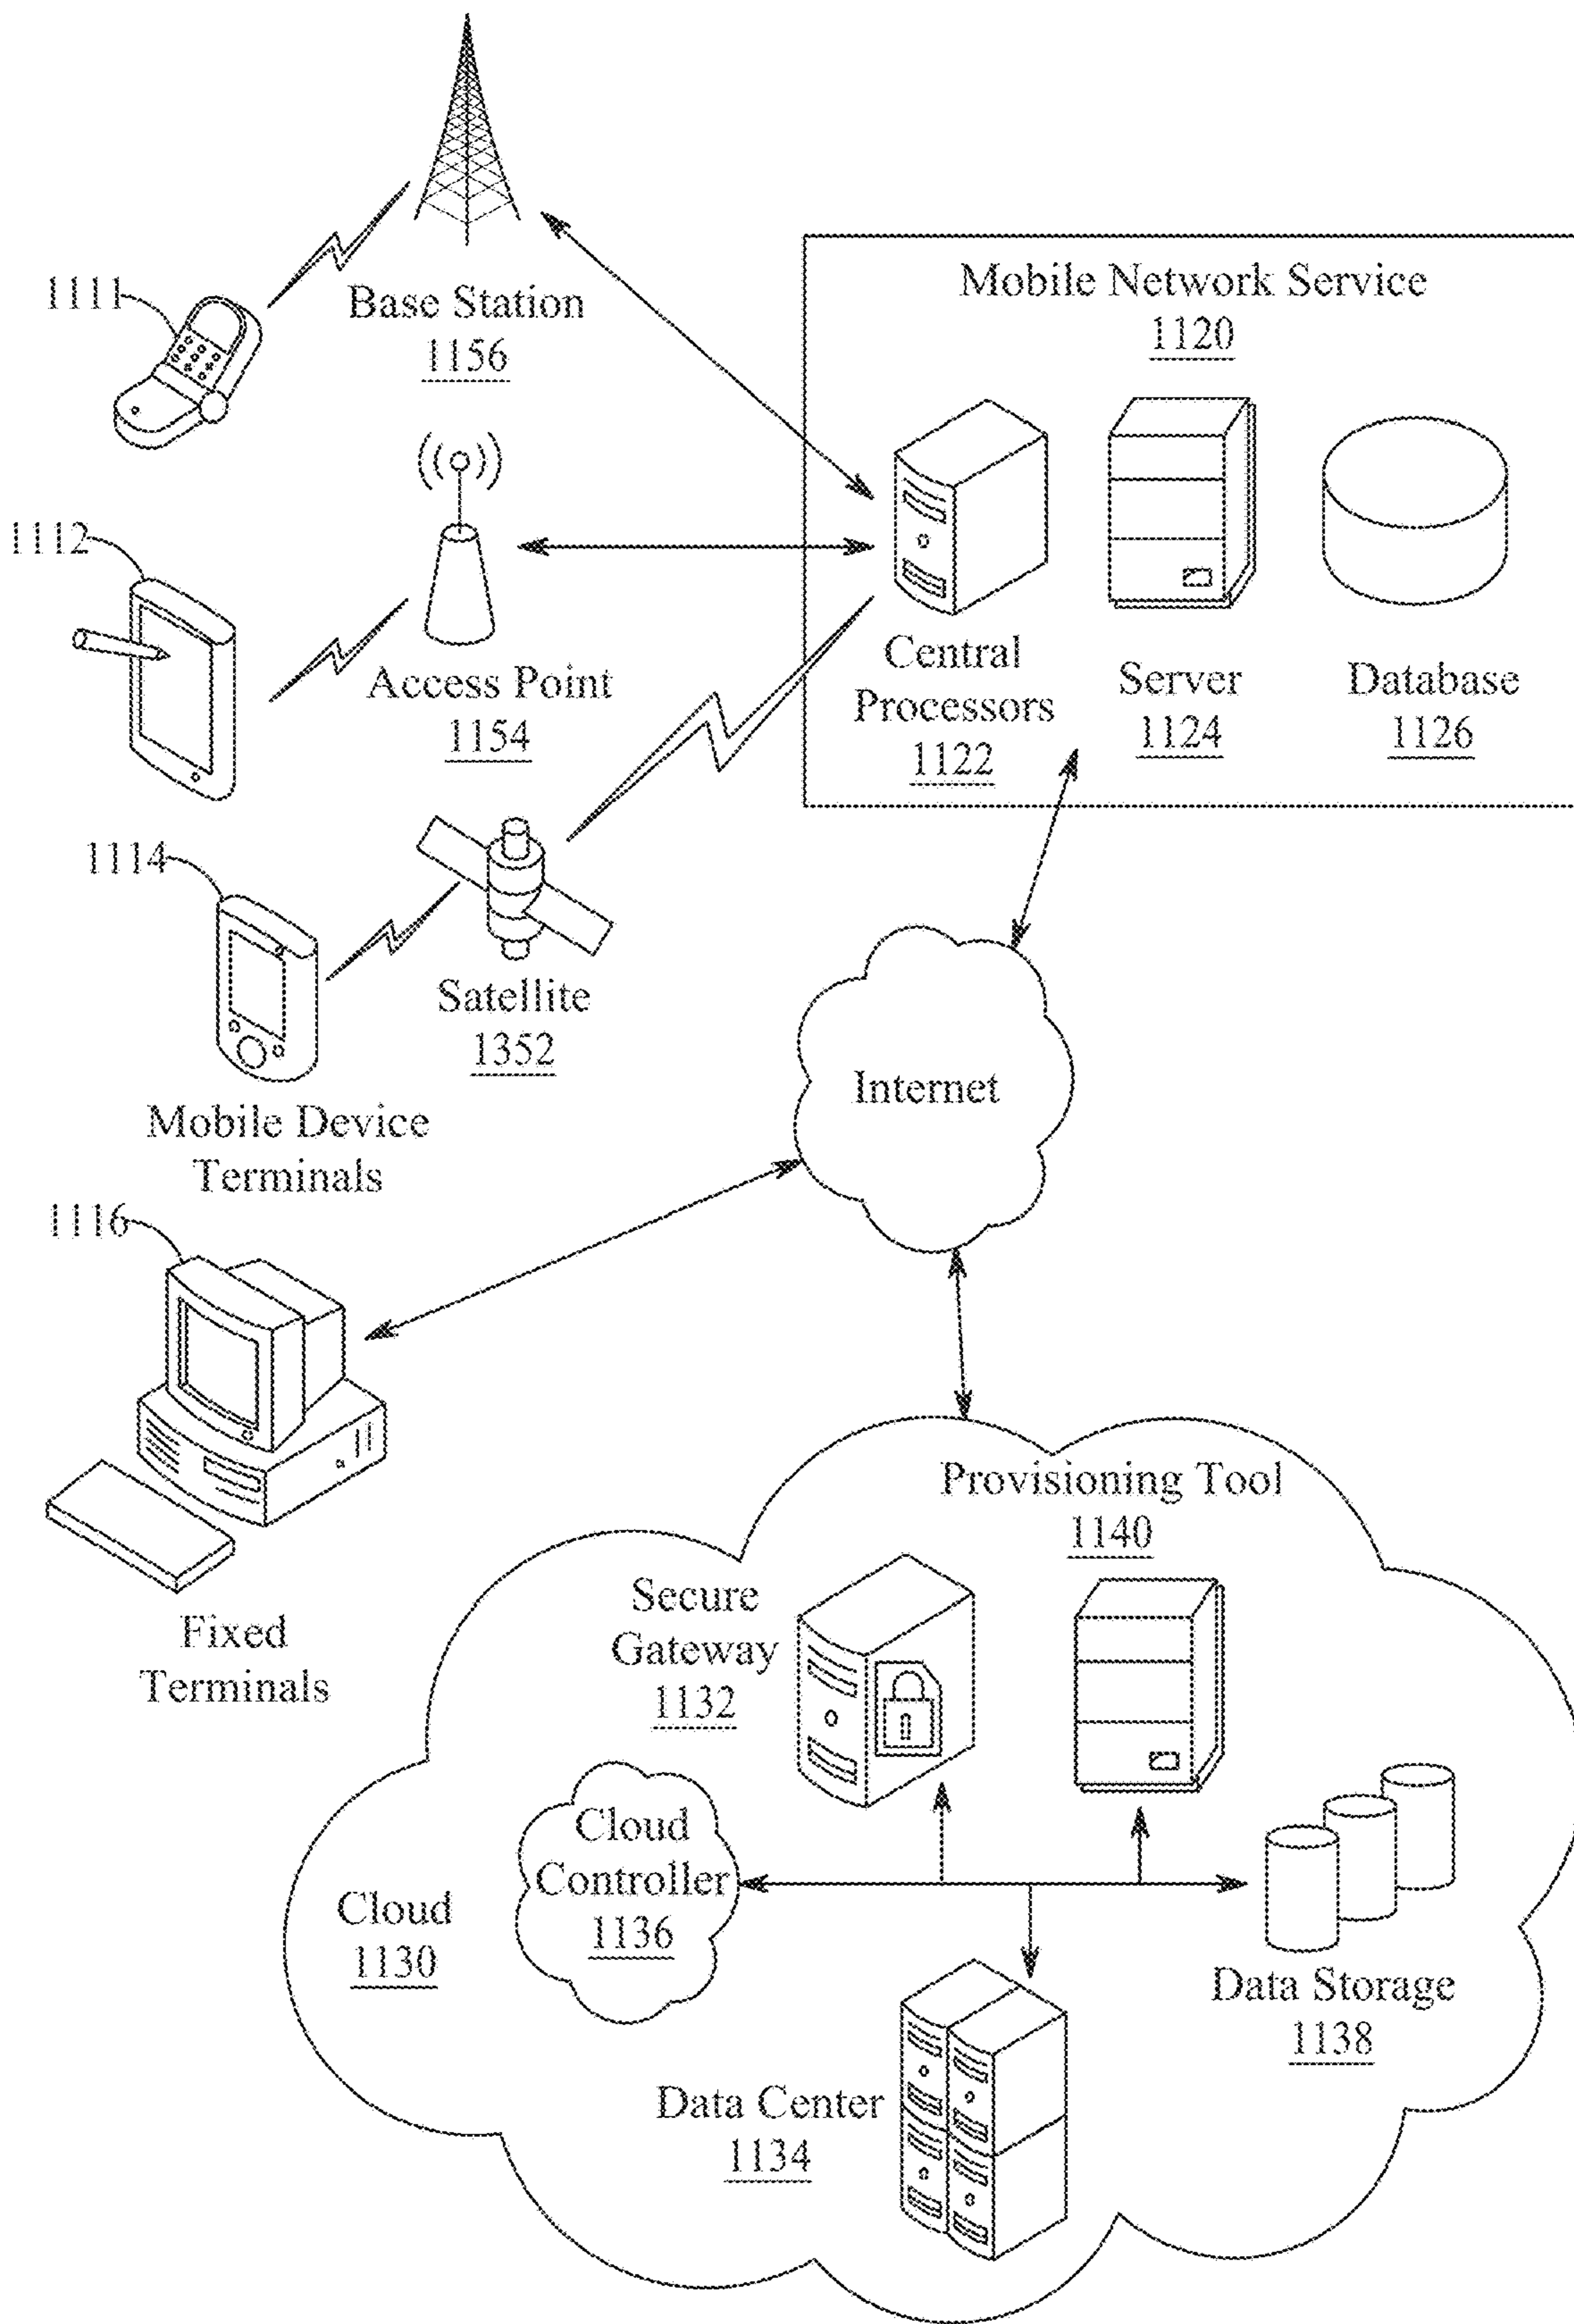 1111
Base Station
1156
Mobile Network Service
1120
1112
Access Point
1154
Central
Processors
1122
Server
1124
Database
1126
1114
Satellite
1352
Mobile Device
Terminals
Internet
1116
Fixed
Terminals
Provisioning Tool
1140
Secure
Gateway
1132
Cloud
Controller
1136
Cloud
1130
Data Storage
1138
Data Center
1134